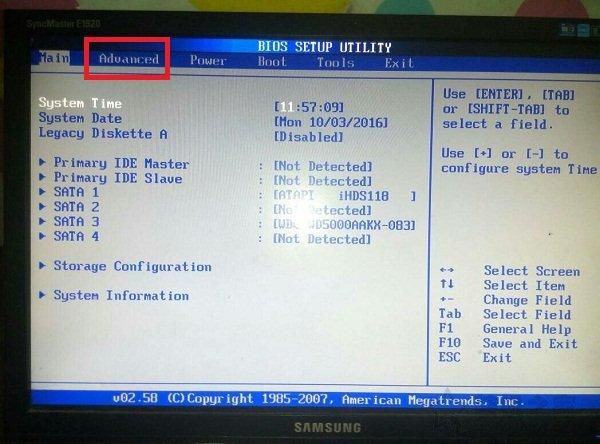 SyncMaster E1920
BIOS SETUP UTILITY
Main Advanced Power Boot Tools Exit
System Time [11:57:09]
System Date [Mon 10/03/2016]
Legacy Diskette A [Disabled]
Primary IDE Master : [Not Detected]
Primary IDE Slave : [Not Detected]
SATA 1 : [ATAPI iHDS118 ]
SATA 2 : [Not Detected]
SATA 3 : [WDC WD5000AAKX-083]
SATA 4 : [Not Detected]
Storage Configuration
System Information
Use [ENTER], [TAB]
or [SHIFT-TAB] to
select a field.
Use [+] or [-] to
configure system Time
↔ Select Screen
↑↓ Select Item
+- Change Field
Tab Select Field
F1 General Help
F10 Save and Exit
ESC Exit
v02.58 (C)Copyright 1985-2007, American Megatrends, Inc.
SAMSUNG